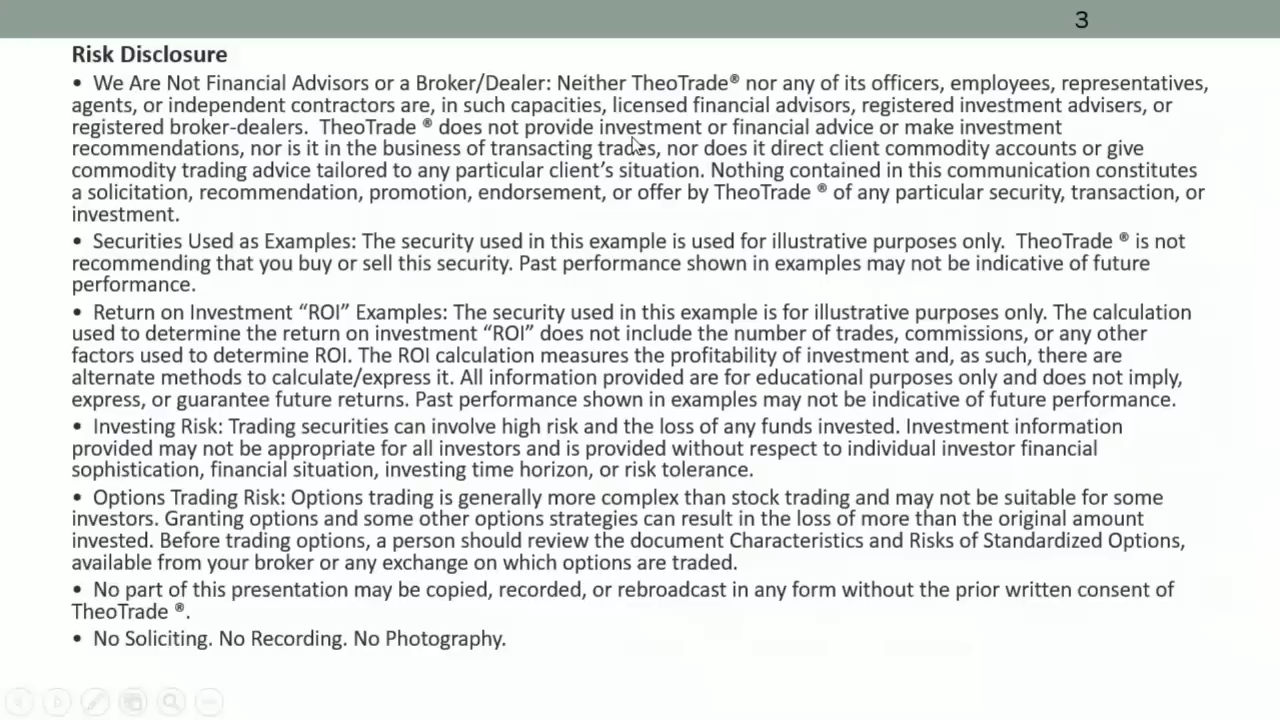 3
Risk Disclosure
• We Are Not Financial Advisors or a Broker/Dealer: Neither TheoTrade® nor any of its officers, employees, representatives,
agents, or independent contractors are, in such capacities, licensed financial advisors, registered investment advisers, or
registered broker-dealers.  TheoTrade ® does not provide investment or financial advice or make investment
recommendations, nor is it in the business of transacting trades, nor does it direct client commodity accounts or give
commodity trading advice tailored to any particular client’s situation. Nothing contained in this communication constitutes
a solicitation, recommendation, promotion, endorsement, or offer by TheoTrade ® of any particular security, transaction, or
investment.
• Securities Used as Examples: The security used in this example is used for illustrative purposes only.  TheoTrade ® is not
recommending that you buy or sell this security. Past performance shown in examples may not be indicative of future
performance.
• Return on Investment “ROI” Examples: The security used in this example is for illustrative purposes only. The calculation
used to determine the return on investment “ROI” does not include the number of trades, commissions, or any other
factors used to determine ROI. The ROI calculation measures the profitability of investment and, as such, there are
alternate methods to calculate/express it. All information provided are for educational purposes only and does not imply,
express, or guarantee future returns. Past performance shown in examples may not be indicative of future performance.
• Investing Risk: Trading securities can involve high risk and the loss of any funds invested. Investment information
provided may not be appropriate for all investors and is provided without respect to individual investor financial
sophistication, financial situation, investing time horizon, or risk tolerance.
• Options Trading Risk: Options trading is generally more complex than stock trading and may not be suitable for some
investors. Granting options and some other options strategies can result in the loss of more than the original amount
invested. Before trading options, a person should review the document Characteristics and Risks of Standardized Options,
available from your broker or any exchange on which options are traded.
• No part of this presentation may be copied, recorded, or rebroadcast in any form without the prior written consent of
TheoTrade ®.
• No Soliciting. No Recording. No Photography.